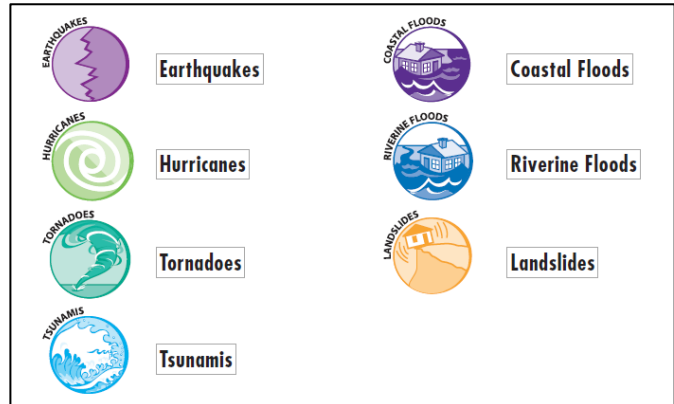 EARTHQUAKES
Earthquakes
HURRICANES
Hurricanes
TORNADOES
Tornadoes
TSUNAMIS
Tsunamis
COASTAL FLOODS
Coastal Floods
RIVERINE FLOODS
Riverine Floods
LANDSLIDES
Landslides